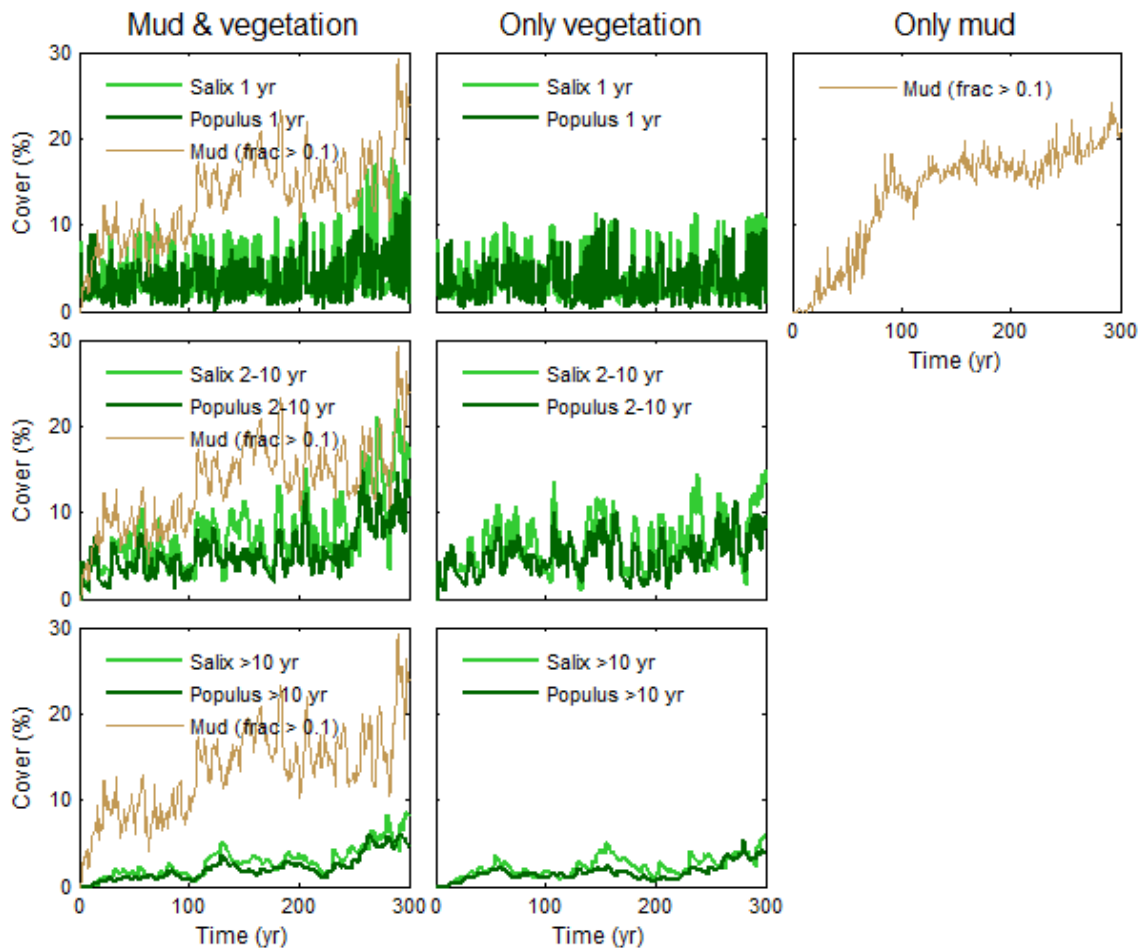 Mud & vegetation
Only vegetation
Only mud
30
20
10
0
Cover (%)
Salix 1 yr
Populus 1 yr
Mud (frac > 0.1)
Salix 1 yr
Populus 1 yr
Mud (frac > 0.1)
0
100
200
300
Time (yr)
30
20
10
0
Cover (%)
Salix 2-10 yr
Populus 2-10 yr
Mud (frac > 0.1)
Salix 2-10 yr
Populus 2-10 yr
30
20
10
0
Cover (%)
Salix >10 yr
Populus >10 yr
Mud (frac > 0.1)
Salix >10 yr
Populus >10 yr
0
100
200
300
Time (yr)
0
100
200
300
Time (yr)